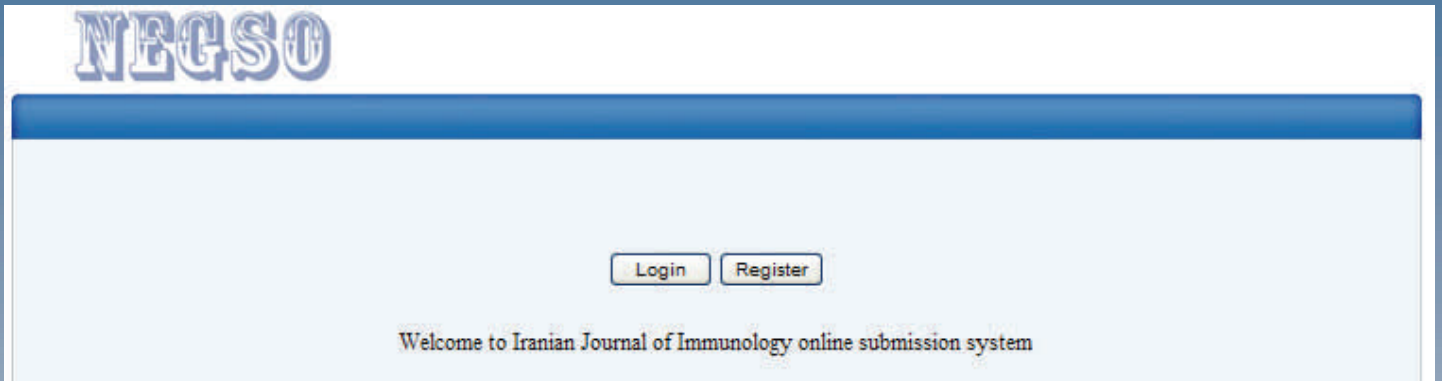 NEGSO
Login Register
Welcome to Iranian Journal of Immunology online submission system